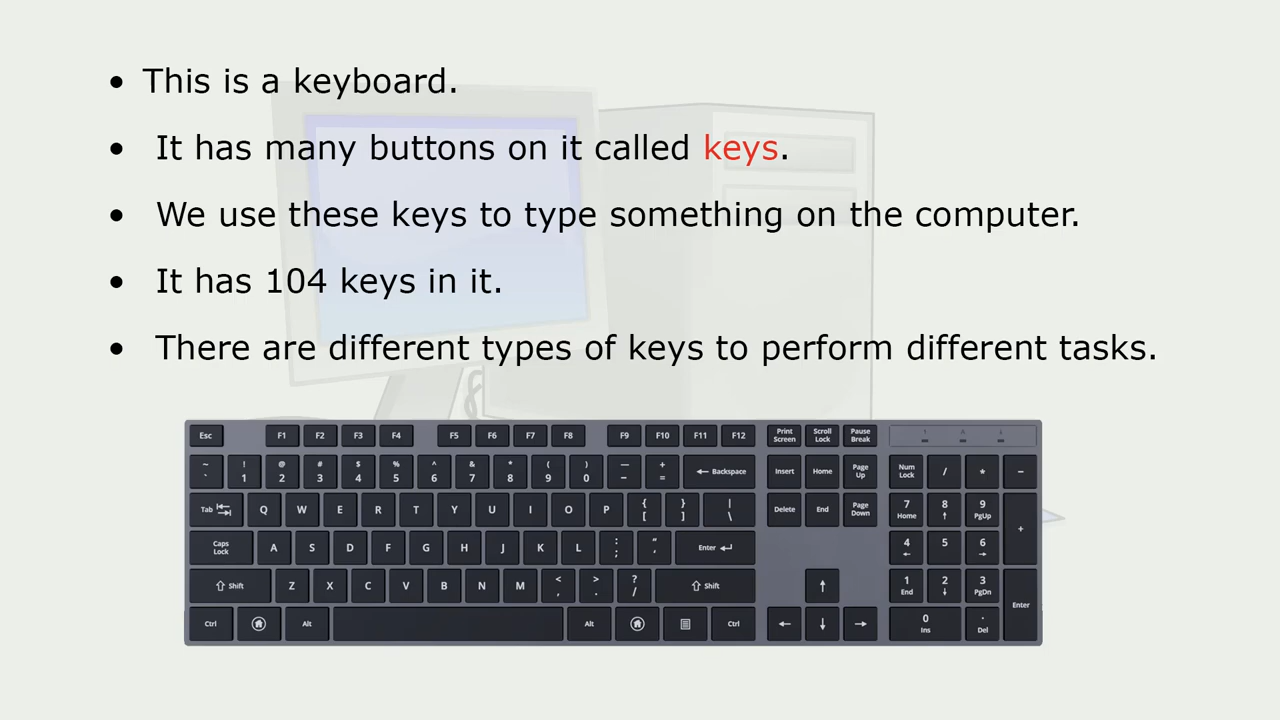 • This is a keyboard.
• It has many buttons on it called keys.
• We use these keys to type something on the computer.
• It has 104 keys in it.
• There are different types of keys to perform different tasks.
Esc F1 F2 F3 F4 F5 F6 F7 F8 F9 F10 F11 F12 Print Screen Scroll Lock Pause Break
~ ` ! 1 @ 2 # 3 $ 4 % 5 ^ 6 & 7 * 8 ( 9 ) 0 — – + = ← Backspace Insert Home Page Up Num Lock / * −
Tab Q W E R T Y U I O P { [ } ] | \ Delete End Page Down 7 Home 8 ↑ 9 PgUp +
Caps Lock A S D F G H J K L : ; " ' Enter 4 ← 5 6 →
⇧ Shift Z X C V B N M < , > . ? / ⇧ Shift ↑ 1 End 2 ↓ 3 PgDn Enter
Ctrl Alt Alt Ctrl ← ↓ → 0 Ins . Del